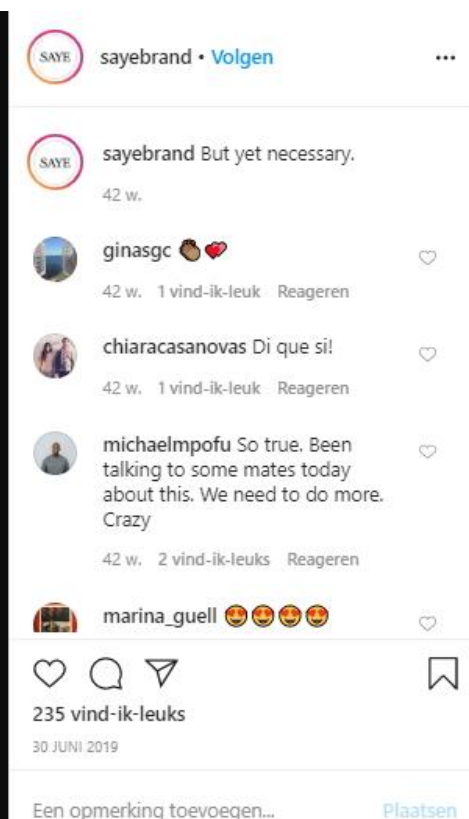 SAYE
sayebrand • Volgen
SAYE
sayebrand But yet necessary.
42 w.
ginasgc 👏🏾💕
42 w. 1 vind-ik-leuk Reageren
chiaracasanovas Di que si!
42 w. 1 vind-ik-leuk Reageren
michaelmpofu So true. Been
talking to some mates today
about this. We need to do more.
Crazy
42 w. 2 vind-ik-leuks Reageren
marina_guell 😍😍😍😍
235 vind-ik-leuks
30 JUNI 2019
Een opmerking toevoegen...
Plaatsen